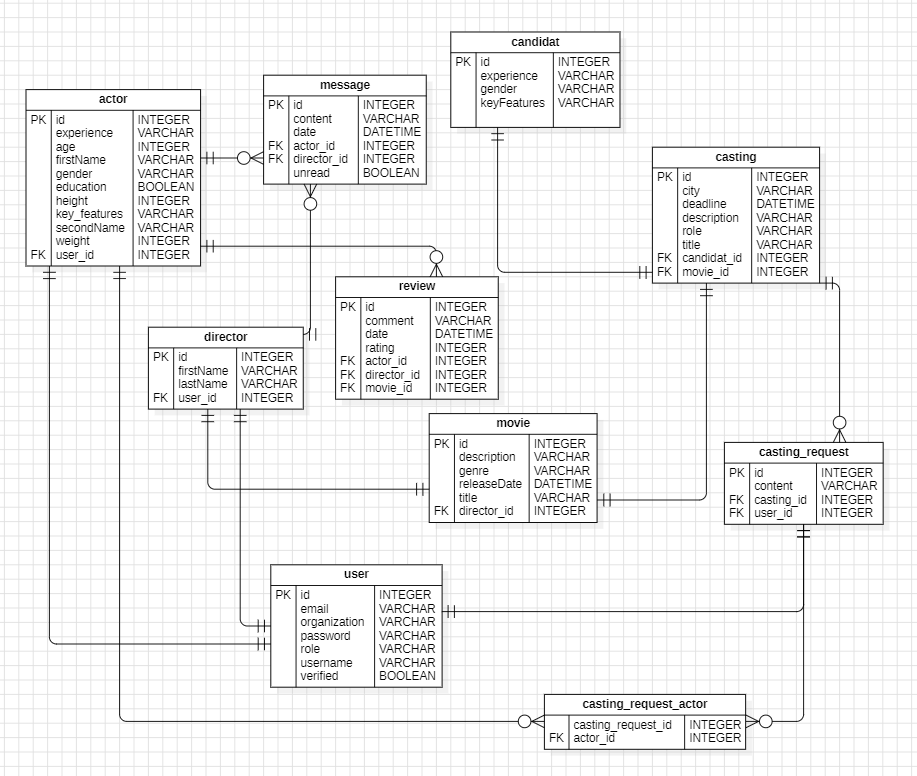 candidat
PK id INTEGER
experience VARCHAR
gender VARCHAR
keyFeatures VARCHAR
message
PK id INTEGER
content VARCHAR
date DATETIME
FK actor_id INTEGER
FK director_id INTEGER
unread BOOLEAN
actor
PK id INTEGER
experience VARCHAR
age INTEGER
firstName VARCHAR
gender VARCHAR
education BOOLEAN
height INTEGER
key_features VARCHAR
secondName VARCHAR
weight INTEGER
FK user_id INTEGER
casting
PK id INTEGER
city VARCHAR
deadline DATETIME
description VARCHAR
role VARCHAR
title VARCHAR
FK candidat_id INTEGER
FK movie_id INTEGER
review
PK id INTEGER
comment VARCHAR
date DATETIME
rating INTEGER
FK actor_id INTEGER
FK director_id INTEGER
FK movie_id INTEGER
director
PK id INTEGER
firstName VARCHAR
lastName VARCHAR
FK user_id INTEGER
movie
PK id INTEGER
description VARCHAR
genre VARCHAR
releaseDate DATETIME
title VARCHAR
FK director_id INTEGER
casting_request
PK id INTEGER
content VARCHAR
FK casting_id INTEGER
FK user_id INTEGER
user
PK id INTEGER
email VARCHAR
organization VARCHAR
password VARCHAR
role VARCHAR
username VARCHAR
verified BOOLEAN
casting_request_actor
casting_request_id INTEGER
FK actor_id INTEGER